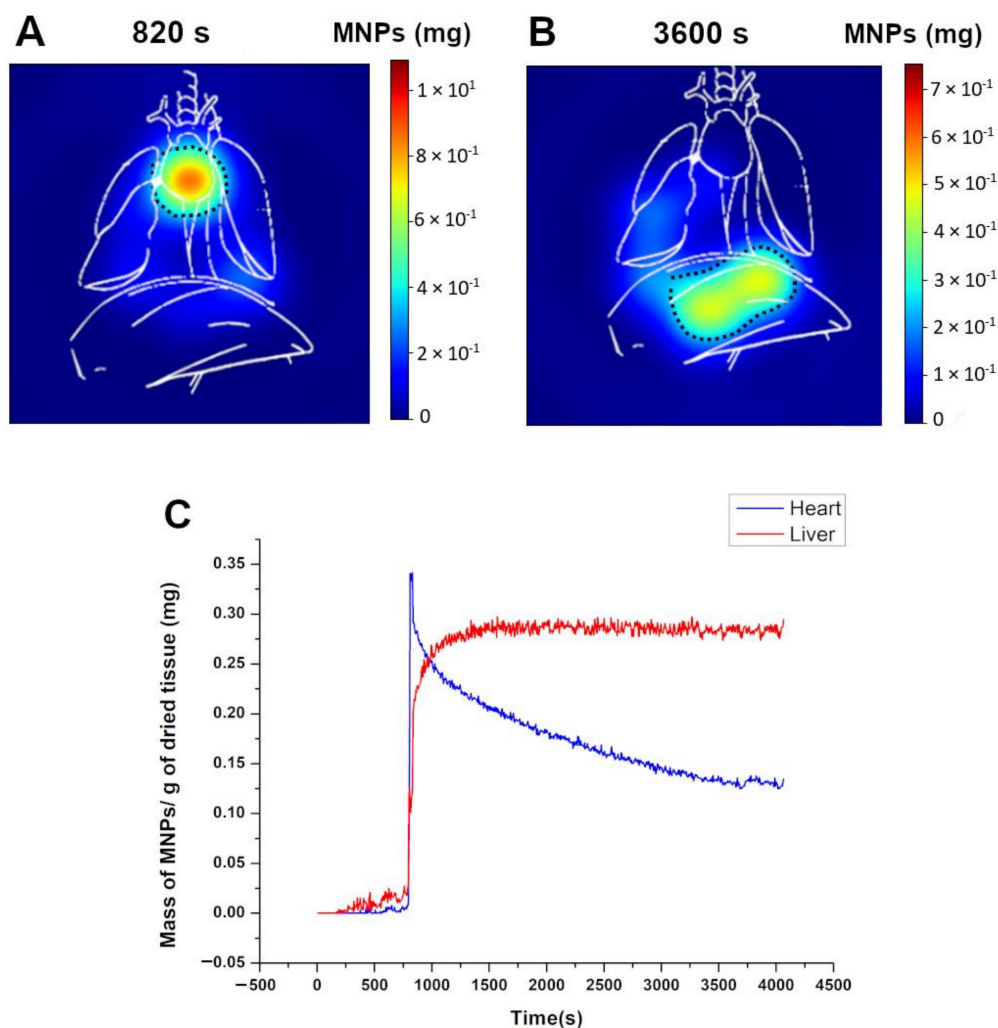 A 820 s MNPs (mg)
1 × 10¹
8 × 10⁻¹
6 × 10⁻¹
4 × 10⁻¹
2 × 10⁻¹
0
B 3600 s MNPs (mg)
7 × 10⁻¹
6 × 10⁻¹
5 × 10⁻¹
4 × 10⁻¹
3 × 10⁻¹
2 × 10⁻¹
1 × 10⁻¹
0
C
Heart
Liver
Mass of MNPs/ g of dried tissue (mg)
0.35
0.30
0.25
0.20
0.15
0.10
0.05
0.00
−0.05
−500 0 500 1000 1500 2000 2500 3000 3500 4000 4500
Time(s)